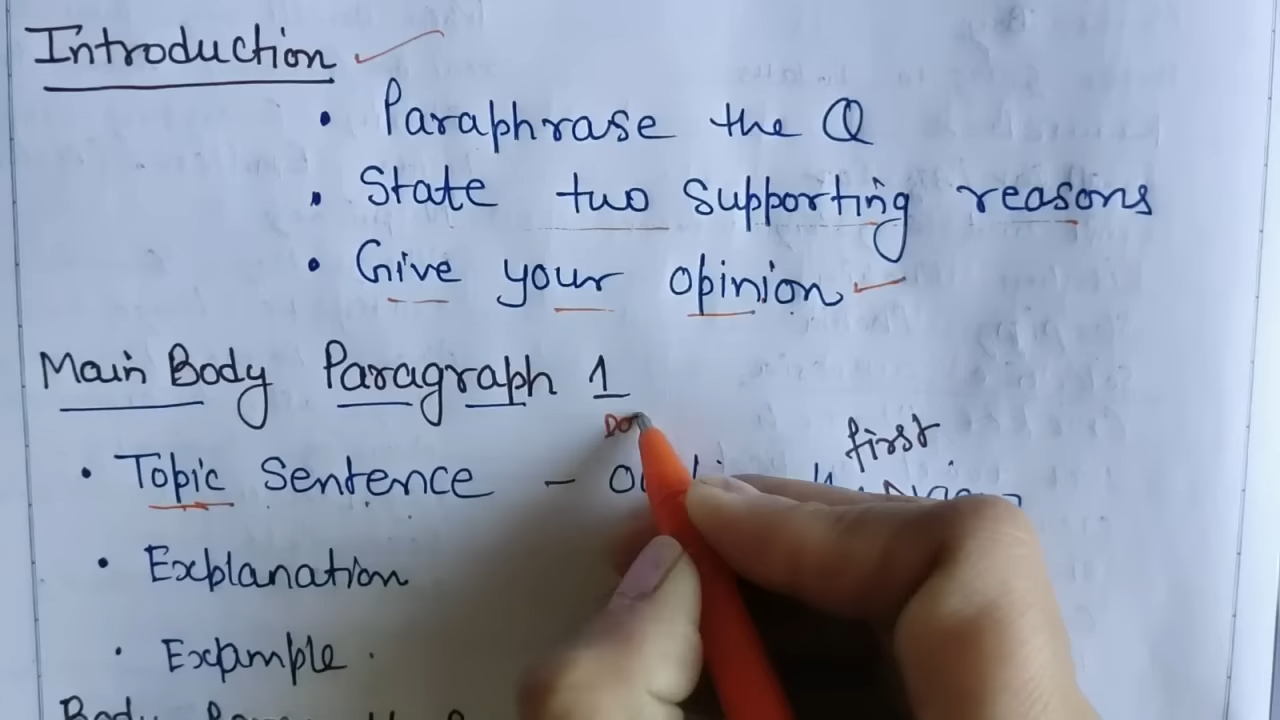 Introduction
• Paraphrase the Q
• State two supporting reasons
• Give your opinion
Main Body Paragraph 1
first
• Topic Sentence –
• Explanation
• Example.
Body